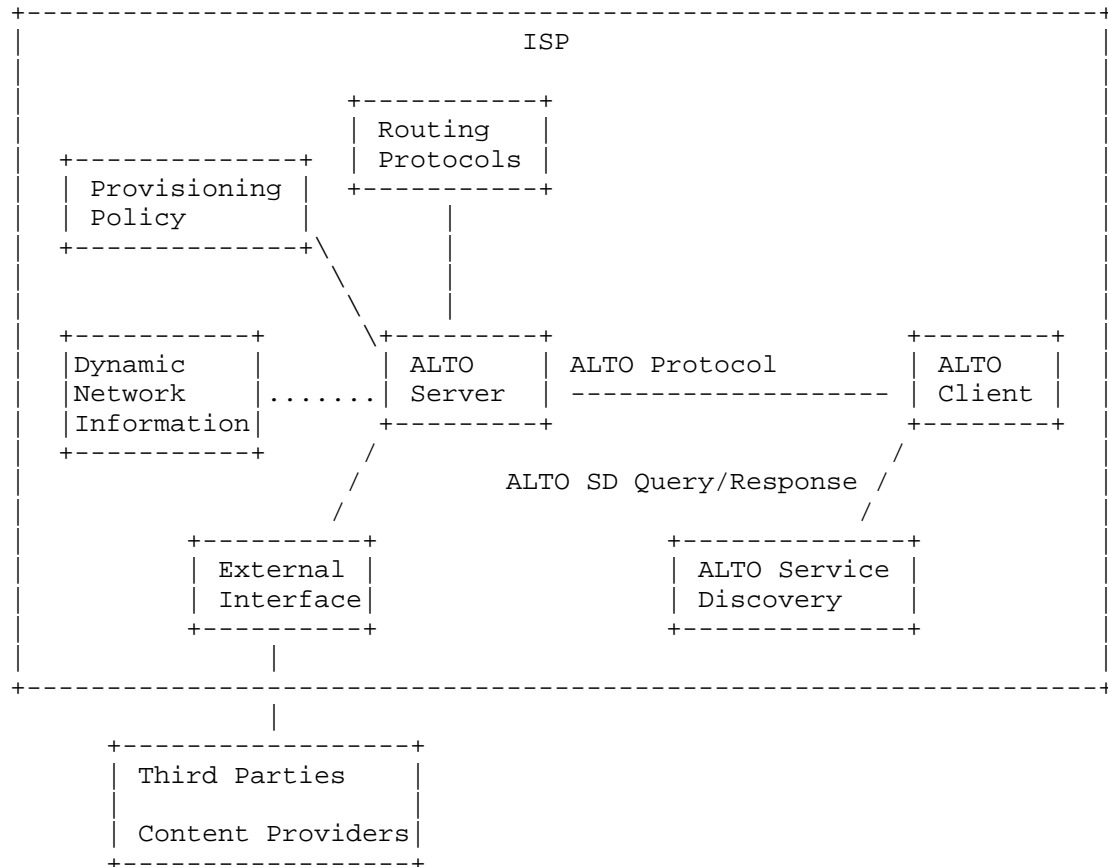 ISP
Routing
Protocols
Provisioning
Policy
Dynamic
Network
Information
ALTO
Server
ALTO Protocol
ALTO
Client
ALTO SD Query/Response
External
Interface
ALTO Service
Discovery
Third Parties
Content Providers